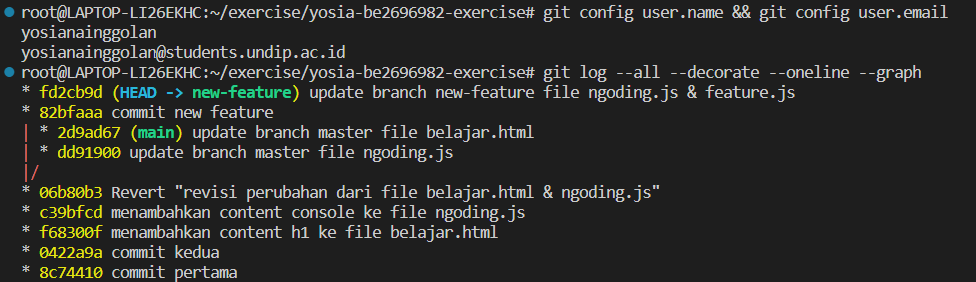 root@LAPTOP-LI26EKHC:~/exercise/yosia-be2696982-exercise# git config user.name && git config user.email
yosianainggolan
yosianainggolan@students.undip.ac.id
root@LAPTOP-LI26EKHC:~/exercise/yosia-be2696982-exercise# git log --all --decorate --oneline --graph
* fd2cb9d (HEAD -> new-feature) update branch new-feature file ngoding.js & feature.js
* 82bfaaa commit new feature
| * 2d9ad67 (main) update branch master file belajar.html
| * dd91900 update branch master file ngoding.js
|/
* 06b80b3 Revert "revisi perubahan dari file belajar.html & ngoding.js"
* c39bfcd menambahkan content console ke file ngoding.js
* f68300f menambahkan content h1 ke file belajar.html
* 0422a9a commit kedua
* 8c74410 commit pertama